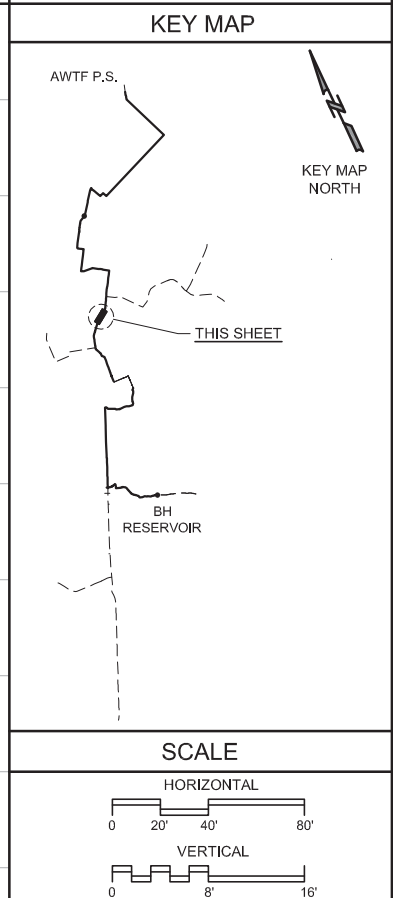 KEY MAP
AWTF P.S.
KEY MAP
NORTH
THIS SHEET
BH
RESERVOIR
SCALE
HORIZONTAL
0 20' 40' 80'
VERTICAL
0 8' 16'